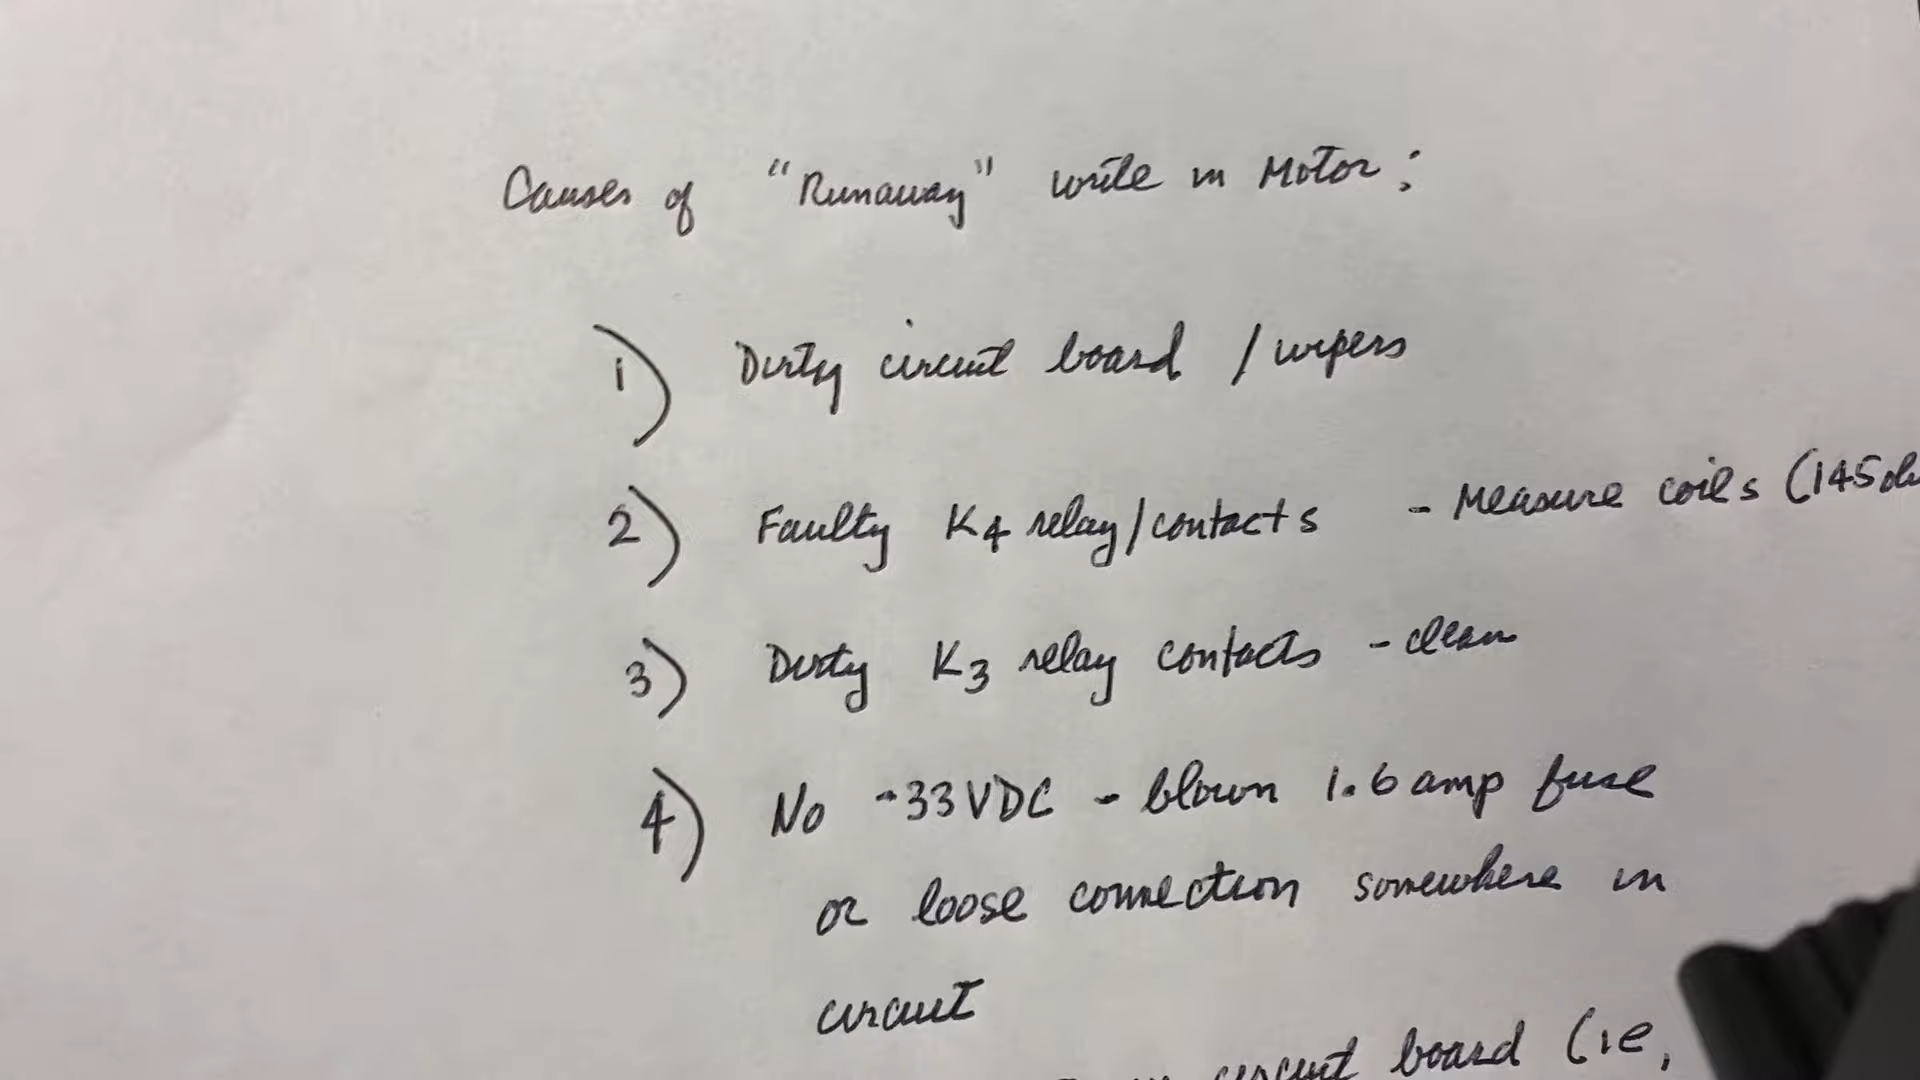 Causes of "Runaway" write in Motor:
1) Dirty circuit board / wipers
2) Faulty K4 relay/contacts - Measure coils (145
3) Dirty K3 relay contacts - clean
4) No -33VDC - blown 1.6 amp fuse
or loose connection somewhere in
circuit
circuit board (ie,